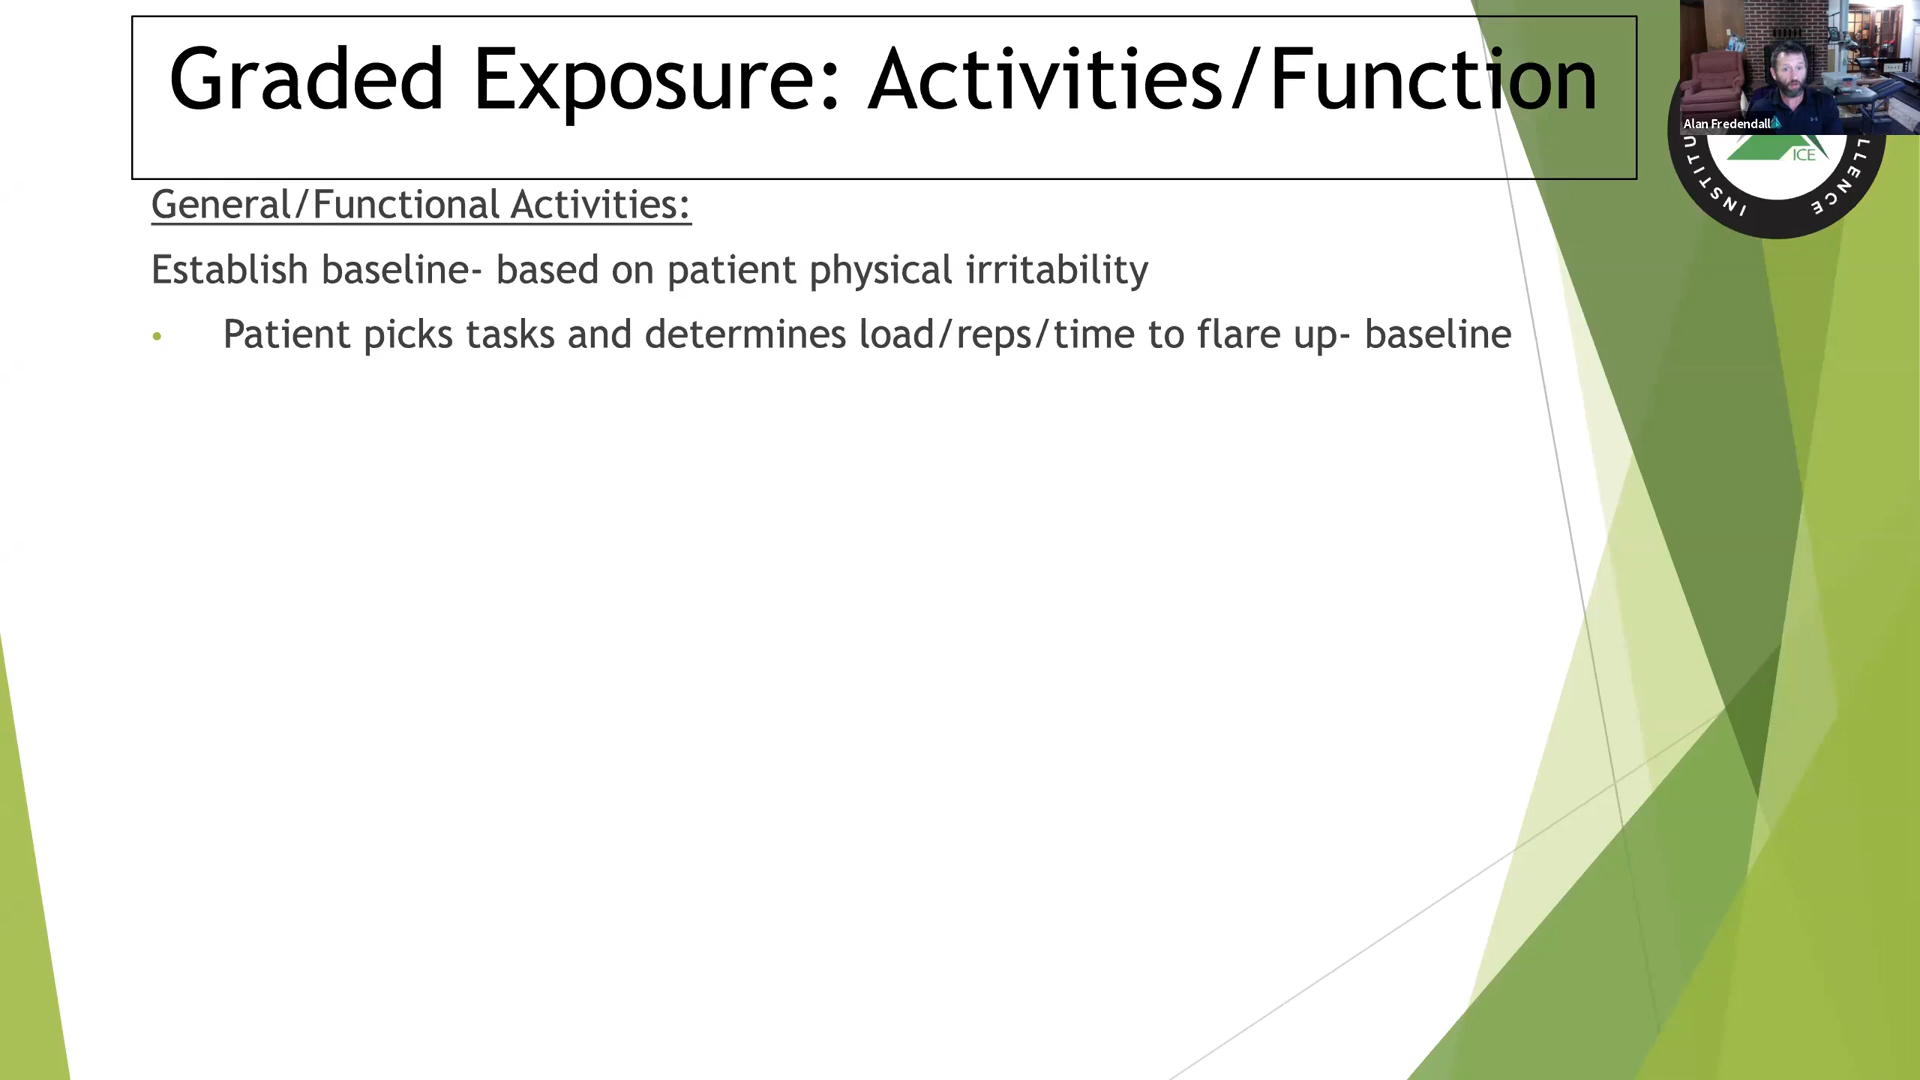 Graded Exposure: Activities/Function
Alan Fredendall
ICE
General/Functional Activities:
Establish baseline- based on patient physical irritability
• Patient picks tasks and determines load/reps/time to flare up- baseline